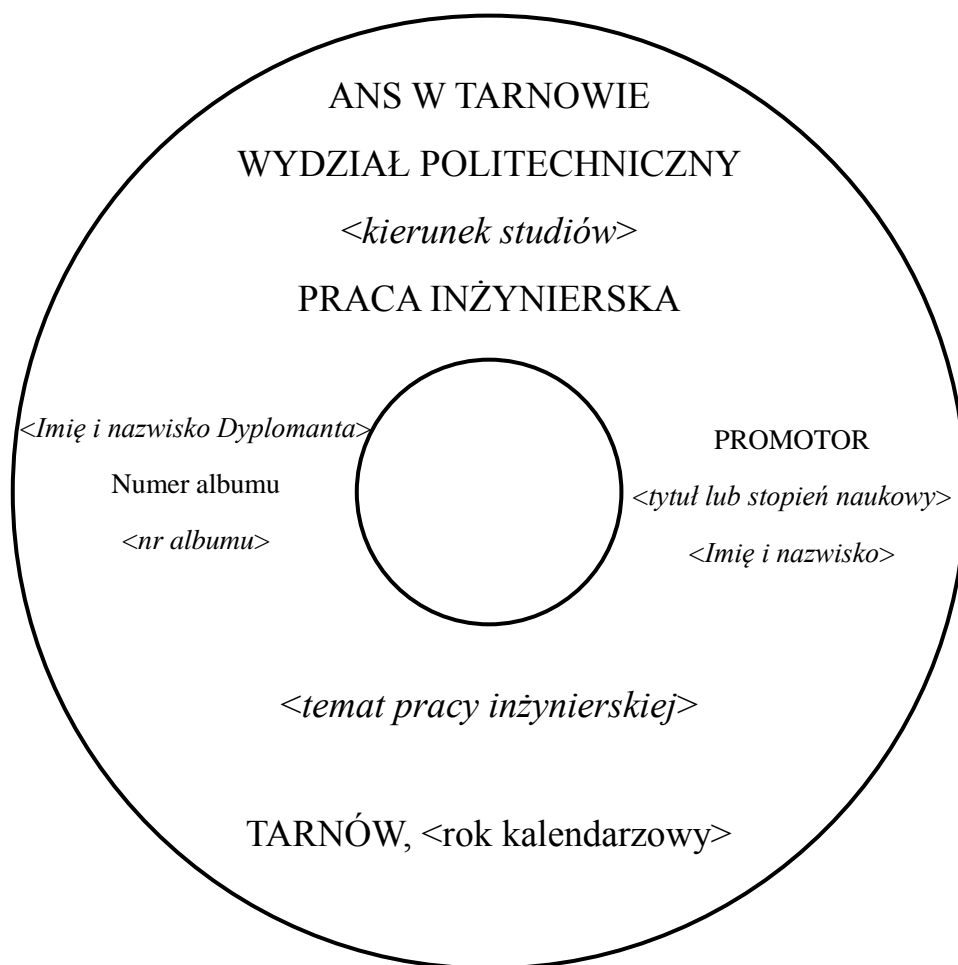 ANS W TARNOWIE
WYDZIAŁ POLITECHNICZNY
<kierunek studiów>
PRACA INŻYNIERSKA
<Imię i nazwisko Dyplomanta>
Numer albumu
<nr albumu>
PROMOTOR
<tytuł lub stopień naukowy>
<Imię i nazwisko>
<temat pracy inżynierskiej>
TARNÓW, <rok kalendarzowy>